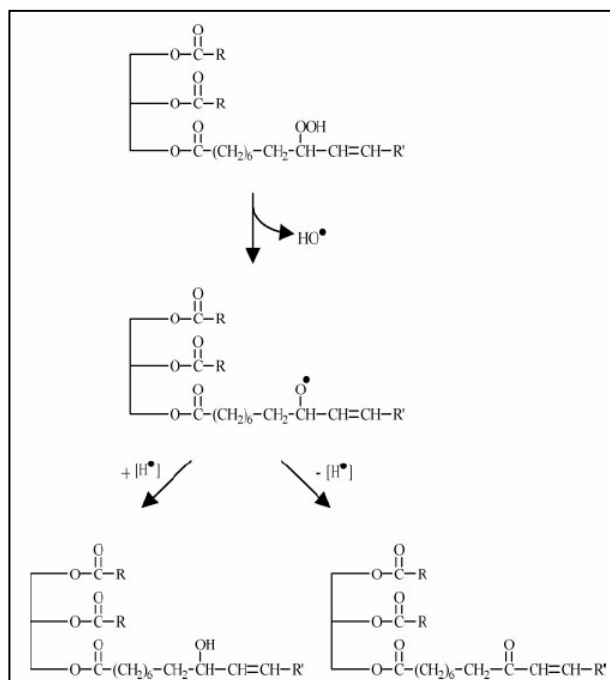 O
O—C—R
O
O—C—R
O OOH
O—C—(CH₂)₆—CH₂—CH—CH=CH-R'
HO•
O
O—C—R
O
O—C—R
O O•
O—C—(CH₂)₆—CH₂—CH—CH=CH-R'
+ [H•] - [H•]
O O
O—C—R O—C—R
O O
O—C—R O—C—R
O OH O O
O—C—(CH₂)₆—CH₂—CH—CH=CH-R' O—C—(CH₂)₆—CH₂—C—CH=CH-R'